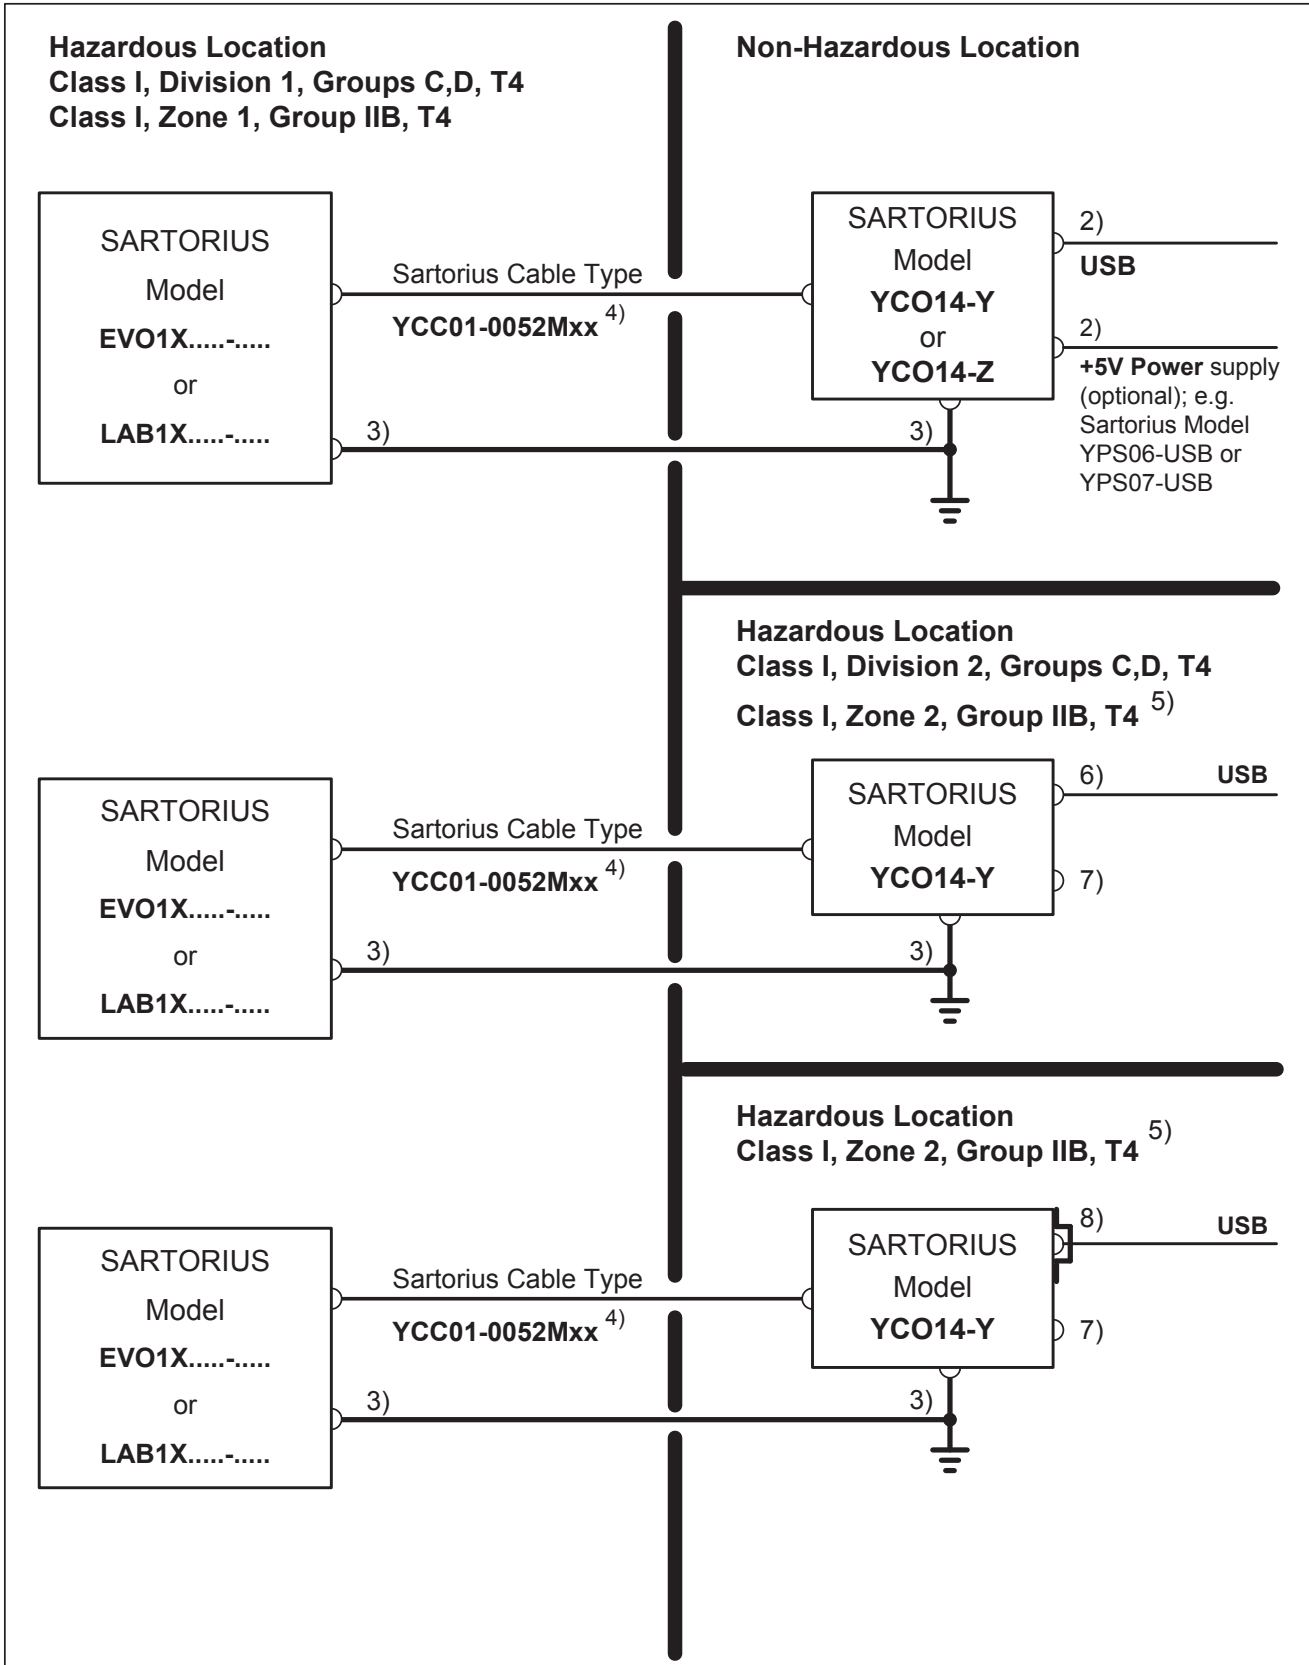 Hazardous Location
Class I, Division 1, Groups C,D, T4
Class I, Zone 1, Group IIB, T4
Non-Hazardous Location
SARTORIUS
Model
EVO1X.....-.....
or
LAB1X.....-.....
Sartorius Cable Type
YCC01-0052Mxx 4)
3)
3)
SARTORIUS
Model
YCO14-Y
or
YCO14-Z
2)
USB
2)
+5V Power supply
(optional); e.g.
Sartorius Model
YPS06-USB or
YPS07-USB
Hazardous Location
Class I, Division 2, Groups C,D, T4
Class I, Zone 2, Group IIB, T4 5)
SARTORIUS
Model
EVO1X.....-.....
or
LAB1X.....-.....
Sartorius Cable Type
YCC01-0052Mxx 4)
3)
3)
SARTORIUS
Model
YCO14-Y
6) USB
7)
Hazardous Location
Class I, Zone 2, Group IIB, T4 5)
SARTORIUS
Model
EVO1X.....-.....
or
LAB1X.....-.....
Sartorius Cable Type
YCC01-0052Mxx 4)
3)
3)
SARTORIUS
Model
YCO14-Y
8) USB
7)